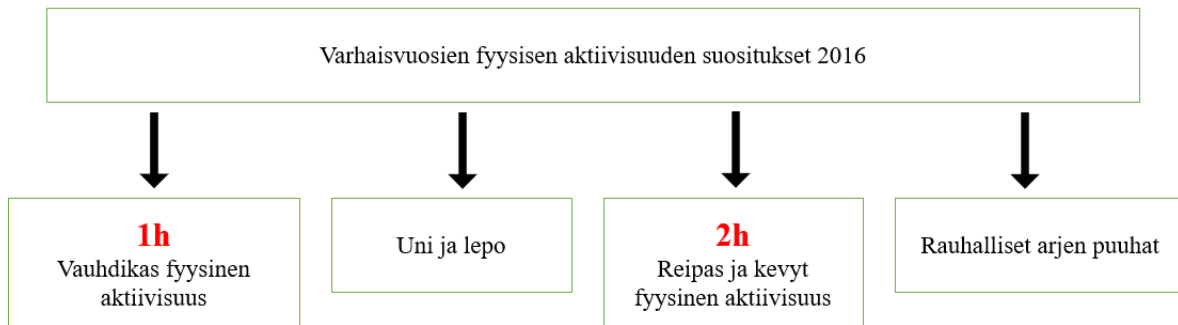 Varhaisvuosien fyysisen aktiivisuuden suositukset 2016
1h
Vauhdikas fyysinen
aktiivisuus
Uni ja lepo
2h
Reipas ja kevyt
fyysinen aktiivisuus
Rauhalliset arjen puuhat